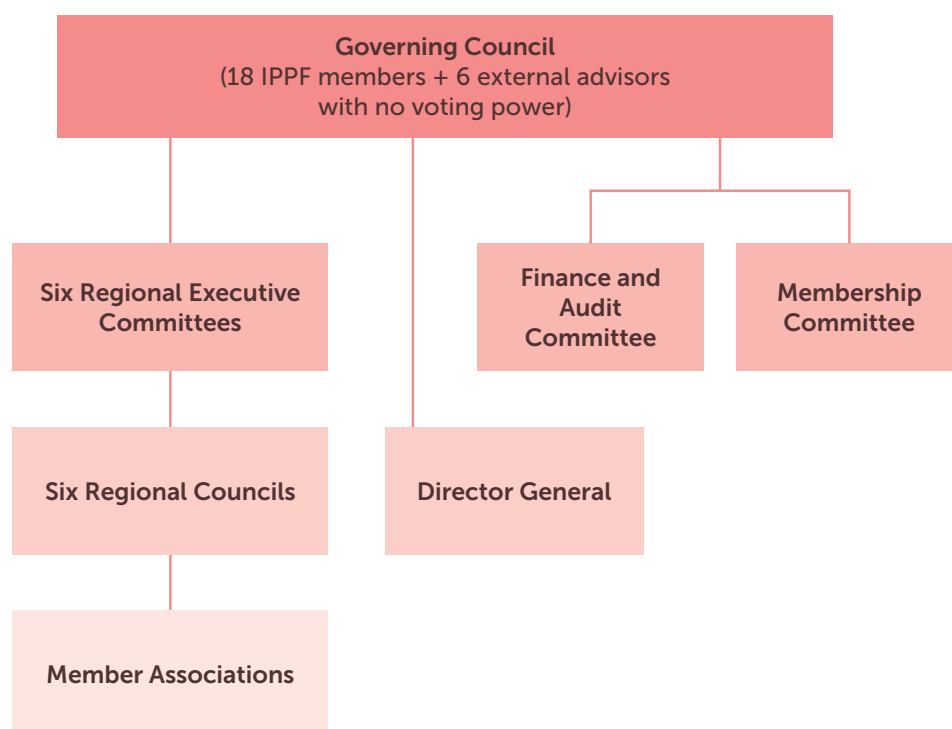 Governing Council
(18 IPPF members + 6 external advisors
with no voting power)
Six Regional Executive
Committees
Finance and
Audit
Committee
Membership
Committee
Six Regional Councils
Director General
Member Associations